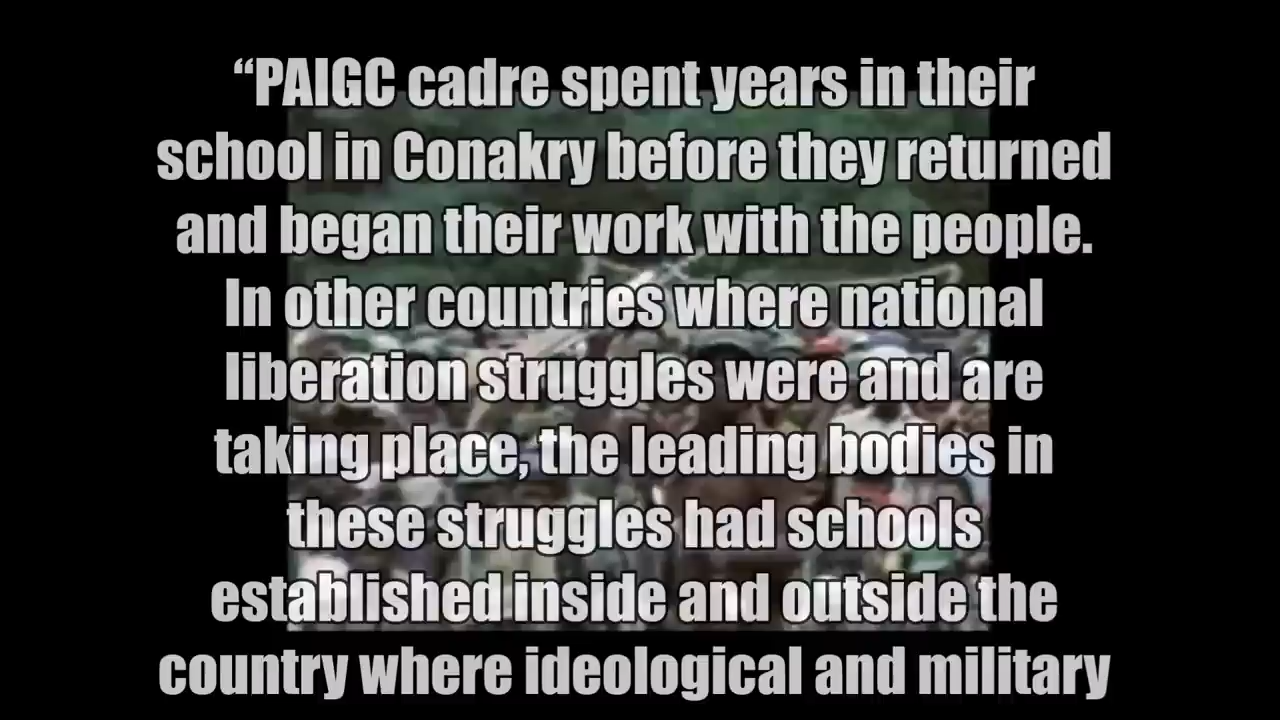 “PAIGC cadre spent years in their
school in Conakry before they returned
and began their work with the people.
In other countries where national
liberation struggles were and are
taking place, the leading bodies in
these struggles had schools
established inside and outside the
country where ideological and military